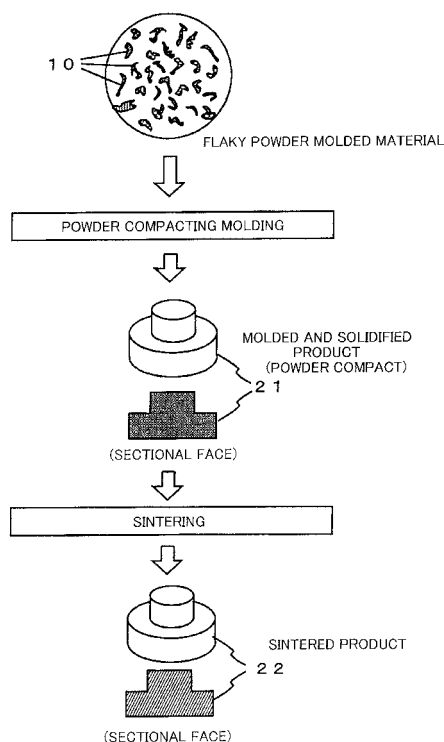 10
FLAKY POWDER MOLDED MATERIAL
POWDER COMPACTING MOLDING
MOLDED AND SOLIDIFIED
PRODUCT
(POWDER COMPACT)
21
(SECTIONAL FACE)
SINTERING
SINTERED PRODUCT
22
(SECTIONAL FACE)